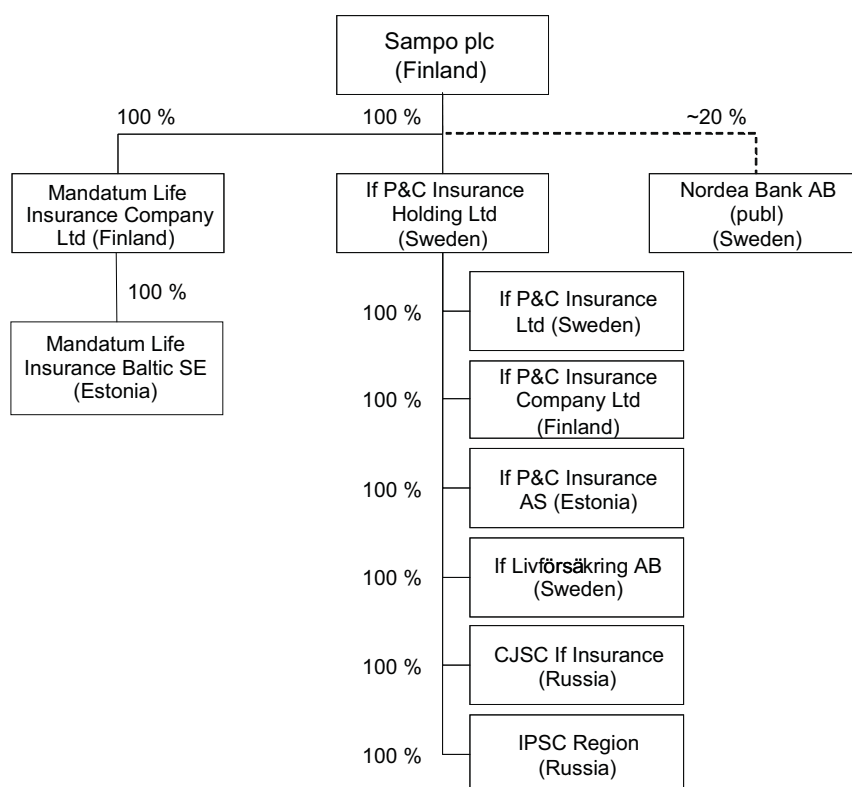 Sampo plc
(Finland)
100 %
100 %
~20 %
Mandatum Life
Insurance Company
Ltd (Finland)
If P&C Insurance
Holding Ltd
(Sweden)
Nordea Bank AB
(publ)
(Sweden)
100 %
Mandatum Life
Insurance Baltic SE
(Estonia)
100 %
If P&C Insurance
Ltd (Sweden)
100 %
If P&C Insurance
Company Ltd
(Finland)
100 %
If P&C Insurance
AS (Estonia)
100 %
If Livförsäkring AB
(Sweden)
100 %
CJSC If Insurance
(Russia)
100 %
IPSC Region
(Russia)